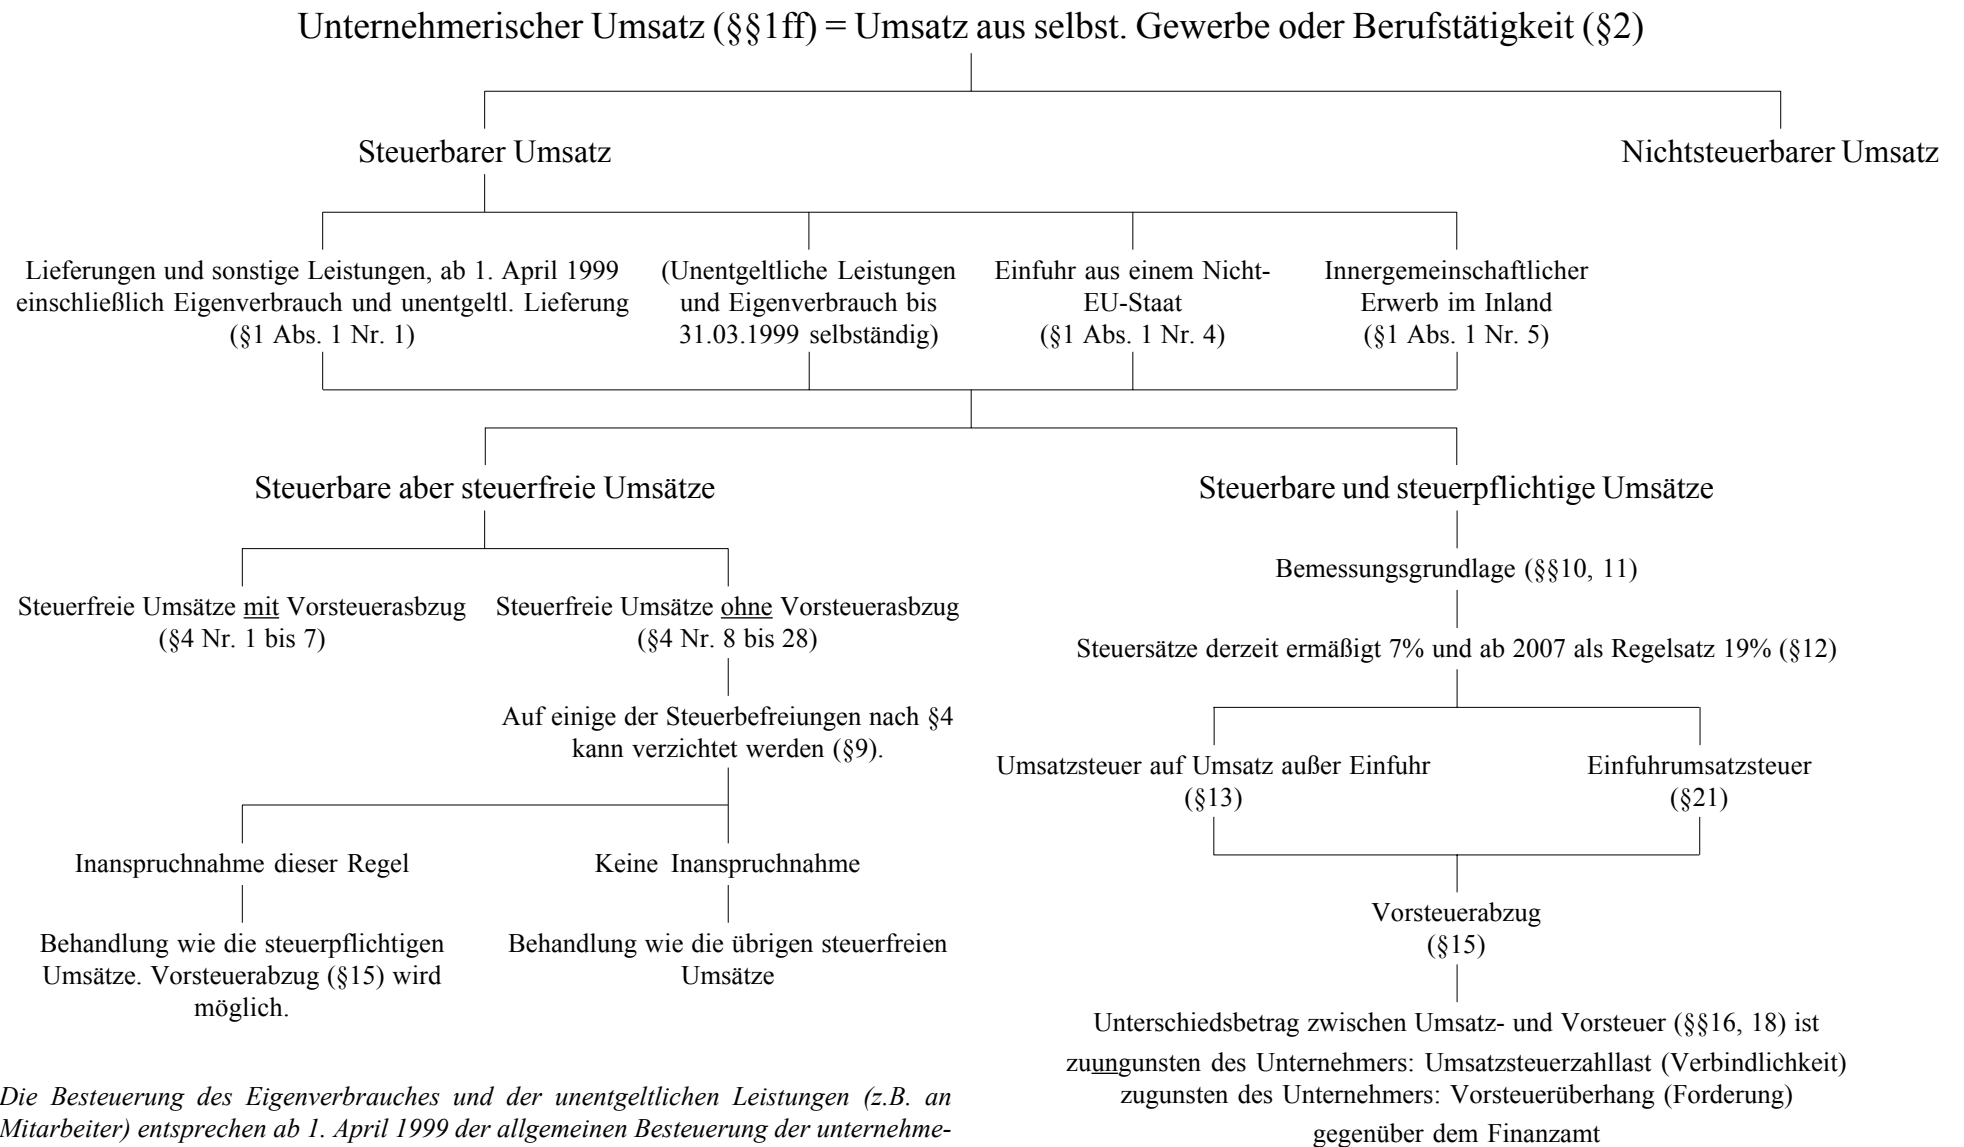 Unternehmerischer Umsatz (§§1ff) = Umsatz aus selbst. Gewerbe oder Berufstätigkeit (§2)
Steuerbarer Umsatz
Nichtsteuerbarer Umsatz
Lieferungen und sonstige Leistungen, ab 1. April 1999
einschließlich Eigenverbrauch und unentgeltl. Lieferung
(§1 Abs. 1 Nr. 1)
(Unentgeltliche Leistungen
und Eigenverbrauch bis
31.03.1999 selbständig)
Einfuhr aus einem Nicht-
EU-Staat
(§1 Abs. 1 Nr. 4)
Innergemeinschaftlicher
Erwerb im Inland
(§1 Abs. 1 Nr. 5)
Steuerbare aber steuerfreie Umsätze
Steuerfreie Umsätze mit Vorsteuerasbzug
(§4 Nr. 1 bis 7)
Steuerfreie Umsätze ohne Vorsteuerasbzug
(§4 Nr. 8 bis 28)
Auf einige der Steuerbefreiungen nach §4
kann verzichtet werden (§9).
Inanspruchnahme dieser Regel
Keine Inanspruchnahme
Behandlung wie die steuerpflichtigen
Umsätze. Vorsteuerabzug (§15) wird
möglich.
Behandlung wie die übrigen steuerfreien
Umsätze
Steuerbare und steuerpflichtige Umsätze
Bemessungsgrundlage (§§10, 11)
Steuersätze derzeit ermäßigt 7% und ab 2007 als Regelsatz 19% (§12)
Umsatzsteuer auf Umsatz außer Einfuhr
(§13)
Einfuhrumsatzsteuer
(§21)
Vorsteuerabzug
(§15)
Unterschiedsbetrag zwischen Umsatz- und Vorsteuer (§§16, 18) ist
zuungunsten des Unternehmers: Umsatzsteuerzahllast (Verbindlichkeit)
zugunsten des Unternehmers: Vorsteuerüberhang (Forderung)
gegenüber dem Finanzamt
Die Besteuerung des Eigenverbrauches und der unentgeltlichen Leistungen (z.B. an
Mitarbeiter) entsprechen ab 1. April 1999 der allgemeinen Besteuerung der unternehme-